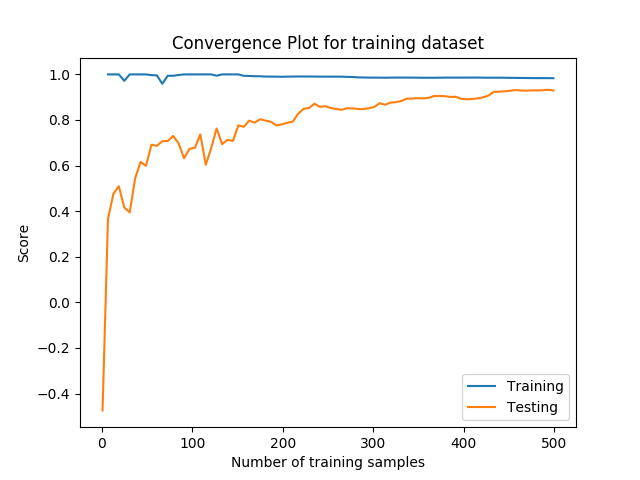 Convergence Plot for training dataset
1.0
0.8
0.6
0.4
0.2
0.0
−0.2
−0.4
Score
0 100 200 300 400 500
Number of training samples
Training
Testing